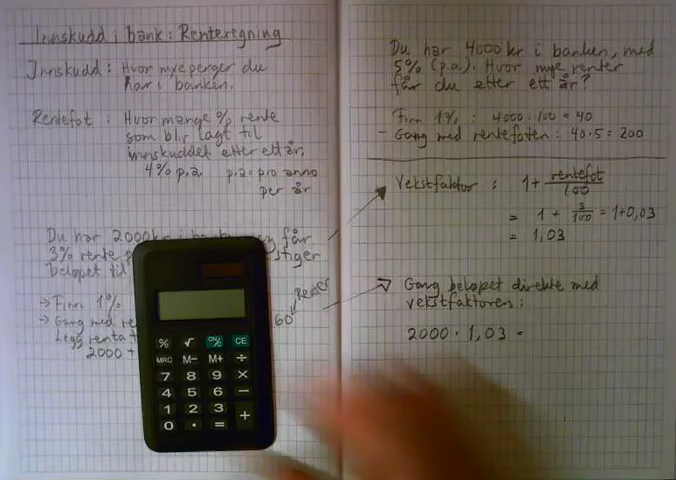 Innskudd i bank: Renteregning
Innskudd: Hvor mye penger du
har i banken.
Rentefot: Hvor mange % rente
som blir lagt til
innskuddet etter ett år.
4% p.a p.a = pro anno
per år
Du har 2000 kr i får
3% rente stiger
beløpet til
→ Finn 1%
→ Gang med 60 Renter
Legg renta
2000 +
Du har 4000 kr i banken, med
5% (p.a). Hvor mye renter
får du etter ett år?
Finn 1% : 4000 : 100 = 40
- Gang med rentefoten: 40 · 5 = 200
Vekstfaktor : 1 + rentefot
100
= 1 + 3/100 = 1 + 0,03
= 1,03
Gang beløpet direkte med
vekstfaktoren:
2000 · 1,03 =
% √ CE
MRC M- M+ ÷
7 8 9 ×
4 5 6 -
1 2 3 +
0 . =